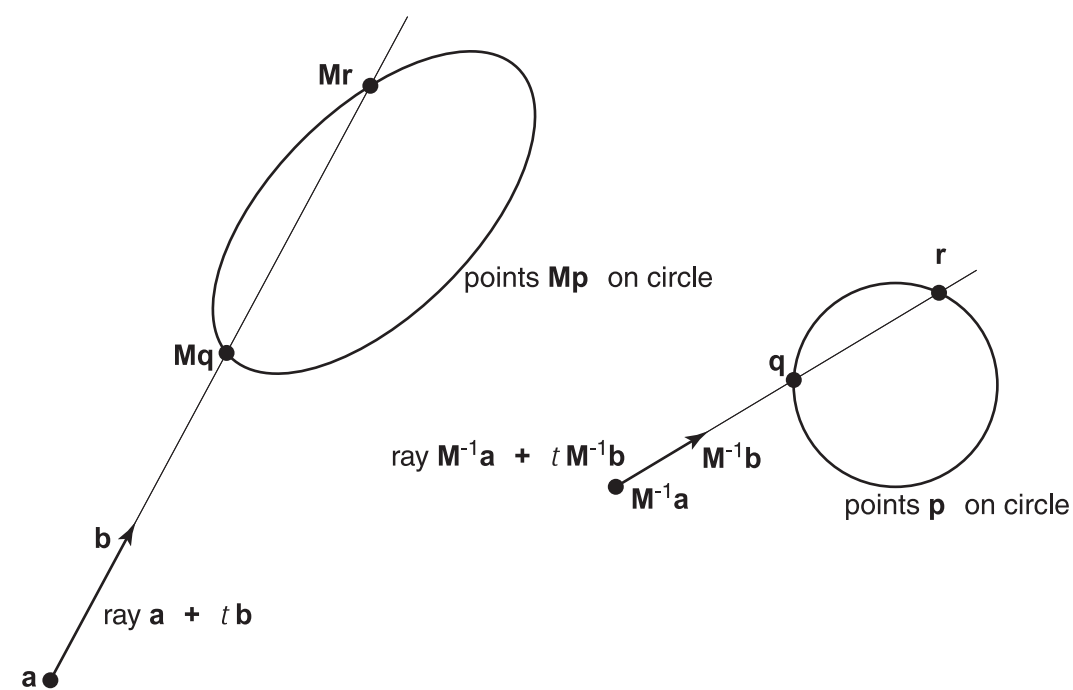 Mr
points Mp on circle
Mq
b
ray a + t b
a
r
q
ray M⁻¹a + t M⁻¹b
M⁻¹b
M⁻¹a
points p on circle